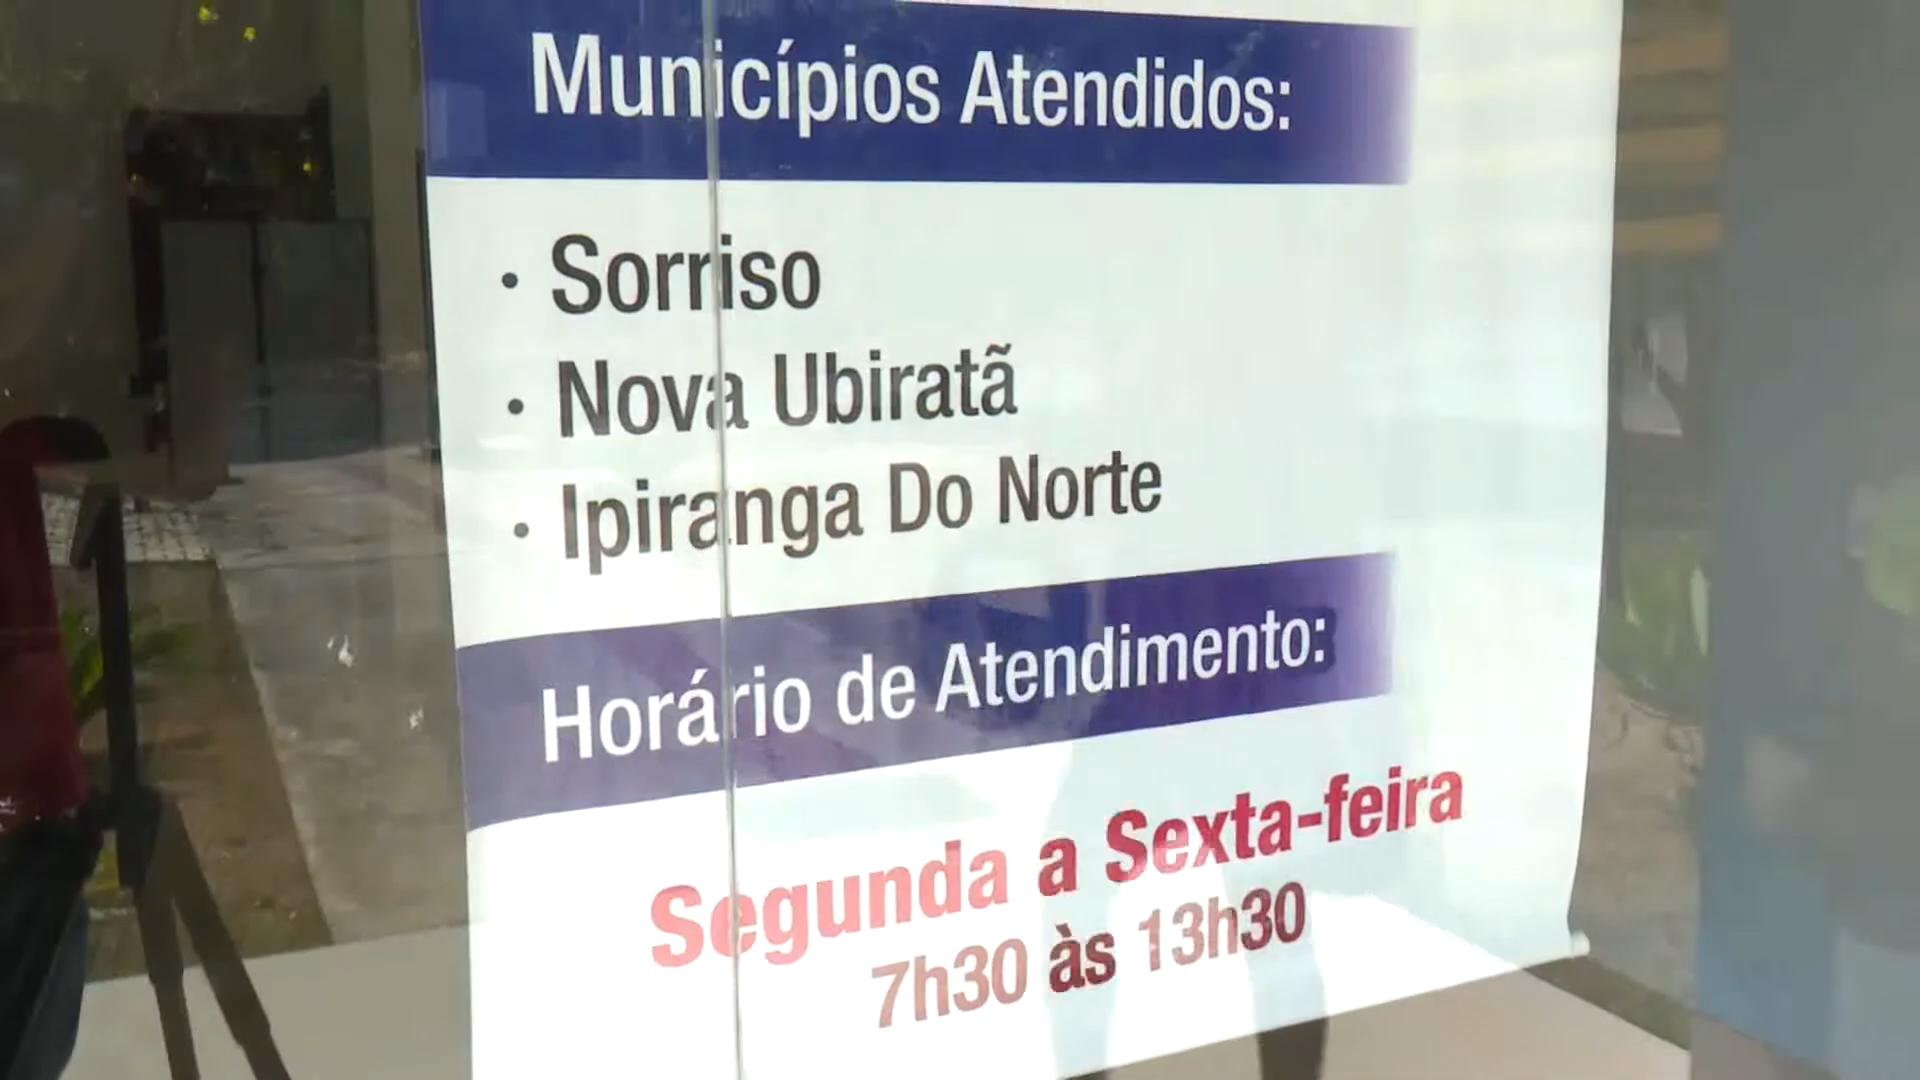 Municípios Atendidos:
· Sorriso
· Nova Ubiratã
· Ipiranga Do Norte
Horário de Atendimento:
Segunda a Sexta-feira
7h30 às 13h30